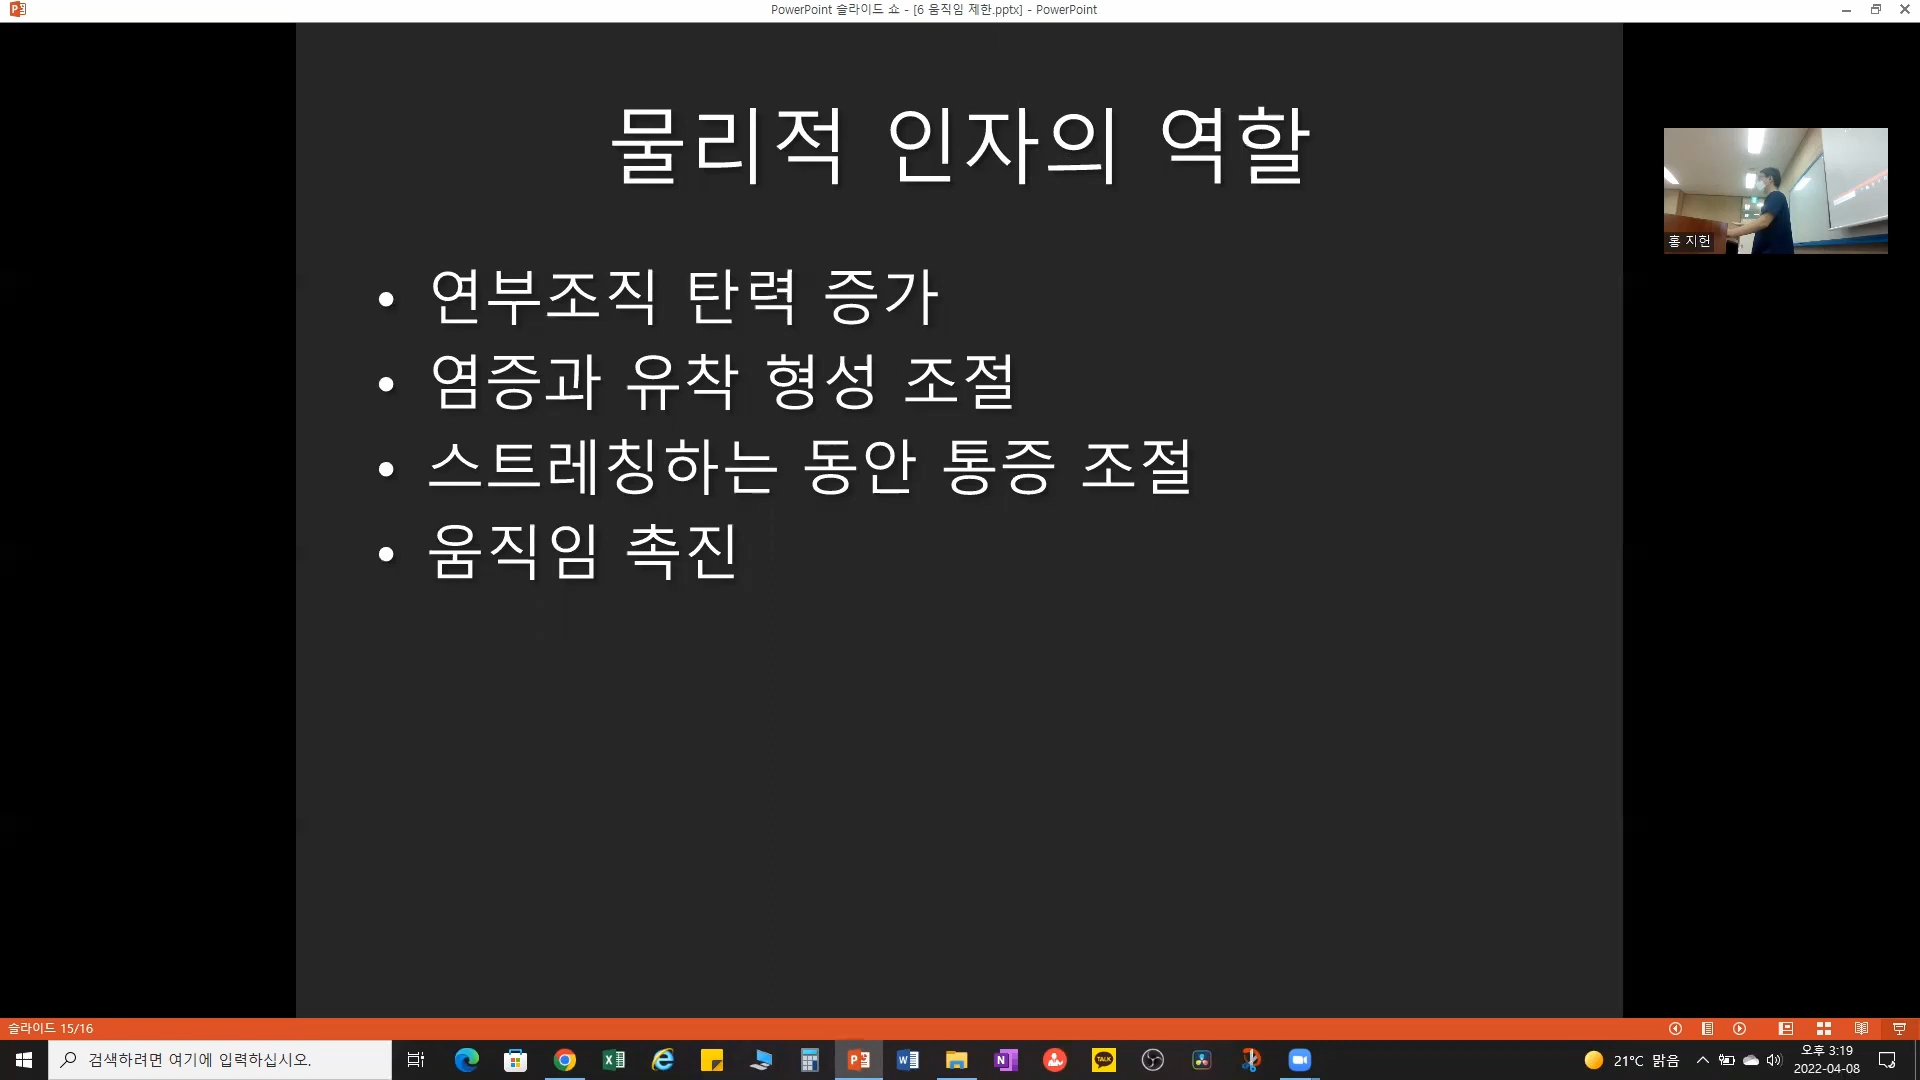 PowerPoint 슬라이드 쇼 - [6 움직임 제한.pptx] - PowerPoint
물리적 인자의 역할
홍 지헌
• 연부조직 탄력 증가
• 염증과 유착 형성 조절
• 스트레칭하는 동안 통증 조절
• 움직임 촉진
슬라이드 15/16
검색하려면 여기에 입력하십시오.
21°C 맑음
오후 3:19
2022-04-08